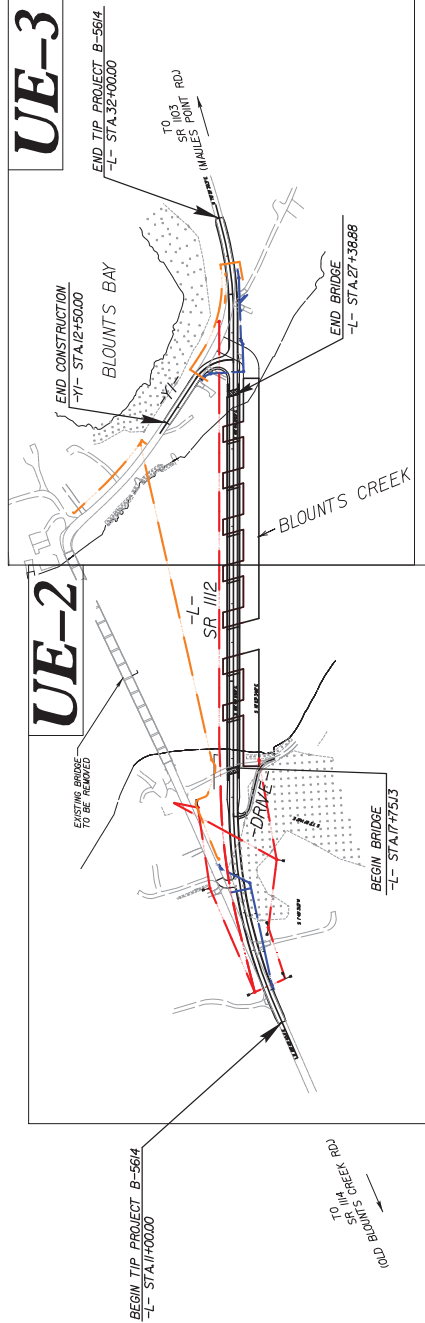 UE-3
UE-2
END TIP PROJECT B-5614
-L- STA.32+00.00
TO
SR 1103
(MAULES POINT RD.)
END CONSTRUCTION
-Y1- STA.12+50.00
BLOUNTS BAY
-Y1-
END BRIDGE
-L- STA.27+38.88
BLOUNTS CREEK
-L-
SR 1112
EXISTING BRIDGE
TO BE REMOVED
-DRIVE-
BEGIN BRIDGE
-L- STA.17+75.13
BEGIN TIP PROJECT B-5614
-L- STA.11+00.00
TO
SR 1114
(OLD BLOUNTS CREEK RD.)